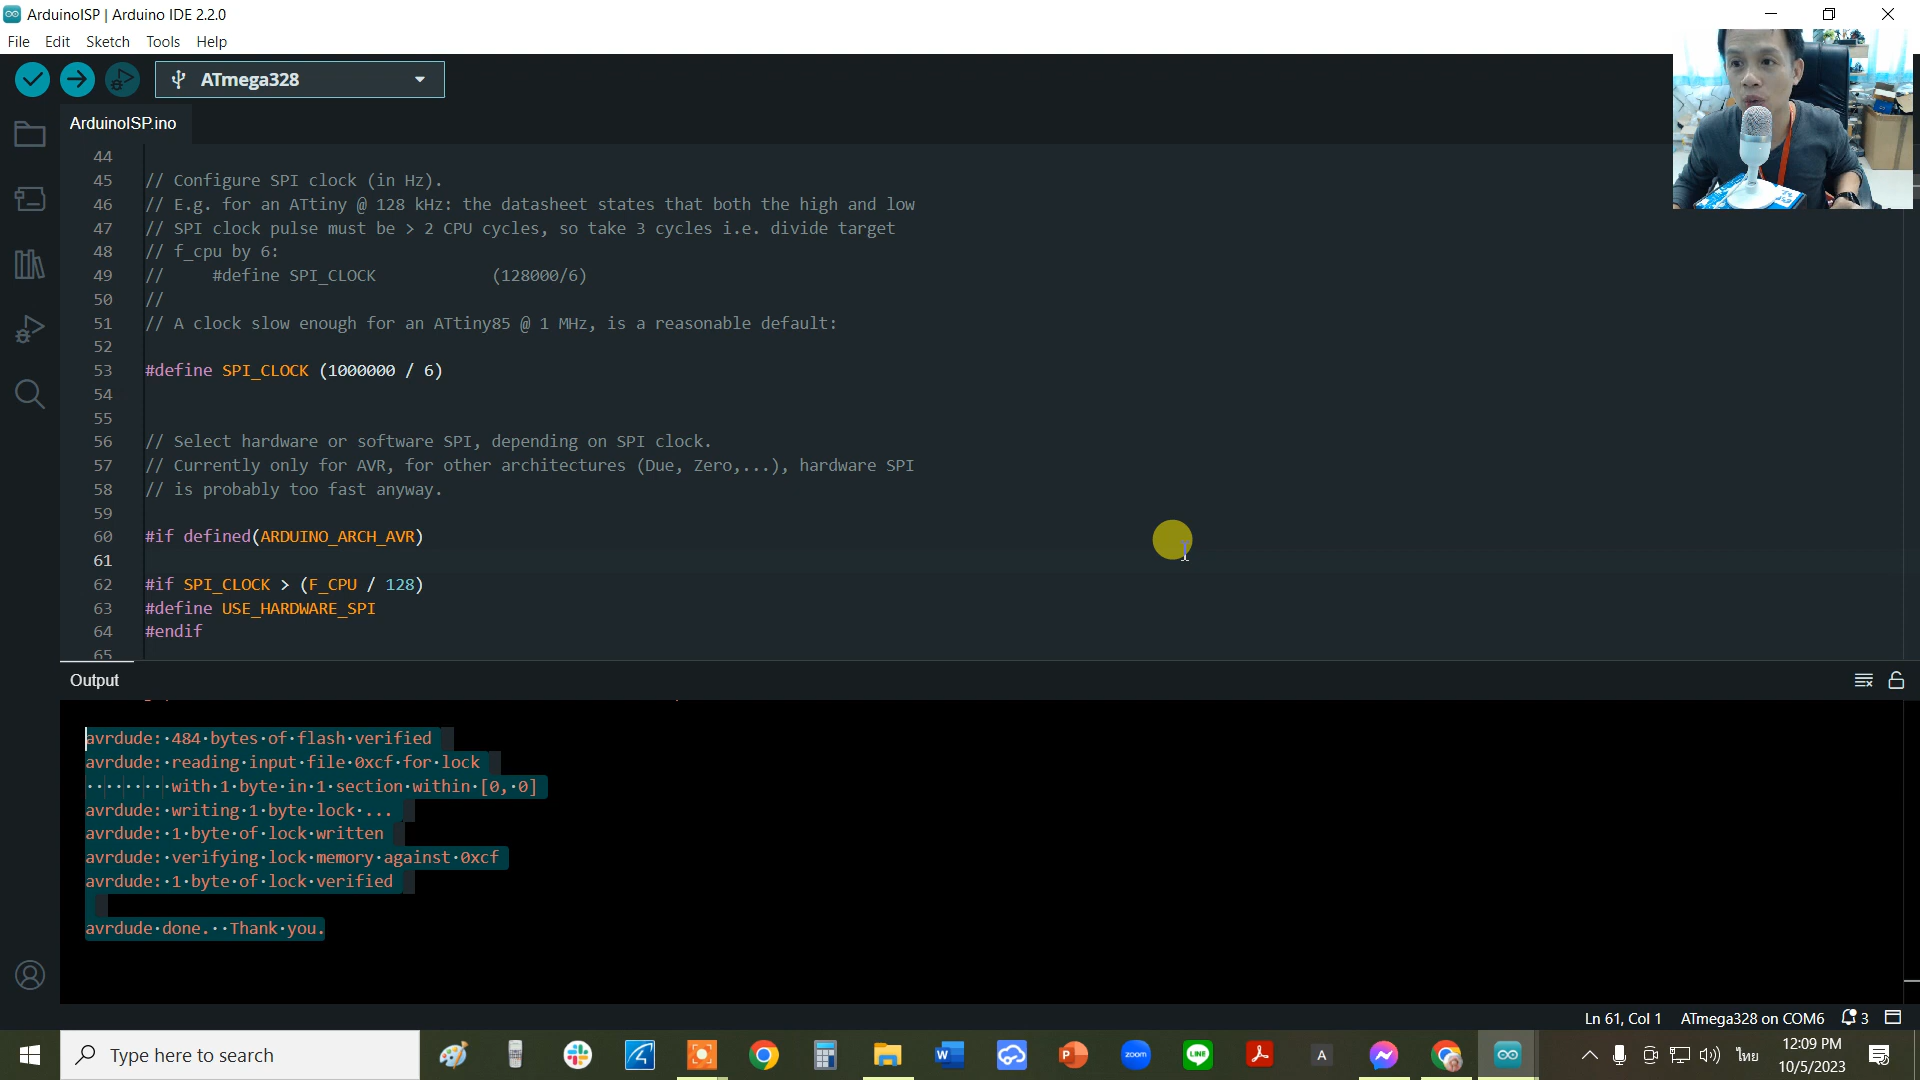 ArduinoISP | Arduino IDE 2.2.0
File Edit Sketch Tools Help
ATmega328
ArduinoISP.ino
44
45 // Configure SPI clock (in Hz).
46 // E.g. for an ATtiny @ 128 kHz: the datasheet states that both the high and low
47 // SPI clock pulse must be > 2 CPU cycles, so take 3 cycles i.e. divide target
48 // f_cpu by 6:
49 //     #define SPI_CLOCK            (128000/6)
50 //
51 // A clock slow enough for an ATtiny85 @ 1 MHz, is a reasonable default:
52
53 #define SPI_CLOCK (1000000 / 6)
54
55
56 // Select hardware or software SPI, depending on SPI clock.
57 // Currently only for AVR, for other architectures (Due, Zero,...), hardware SPI
58 // is probably too fast anyway.
59
60 #if defined(ARDUINO_ARCH_AVR)
61
62 #if SPI_CLOCK > (F_CPU / 128)
63 #define USE_HARDWARE_SPI
64 #endif
65
Output
avrdude: 484 bytes of flash verified
avrdude: reading input file 0xcf for lock
         with 1 byte in 1 section within [0, 0]
avrdude: writing 1 byte lock ...
avrdude: 1 byte of lock written
avrdude: verifying lock memory against 0xcf
avrdude: 1 byte of lock verified
avrdude done.  Thank you.
Ln 61, Col 1 ATmega328 on COM6 3
Type here to search
zoom
LINE
A
ไทย
12:09 PM
10/5/2023